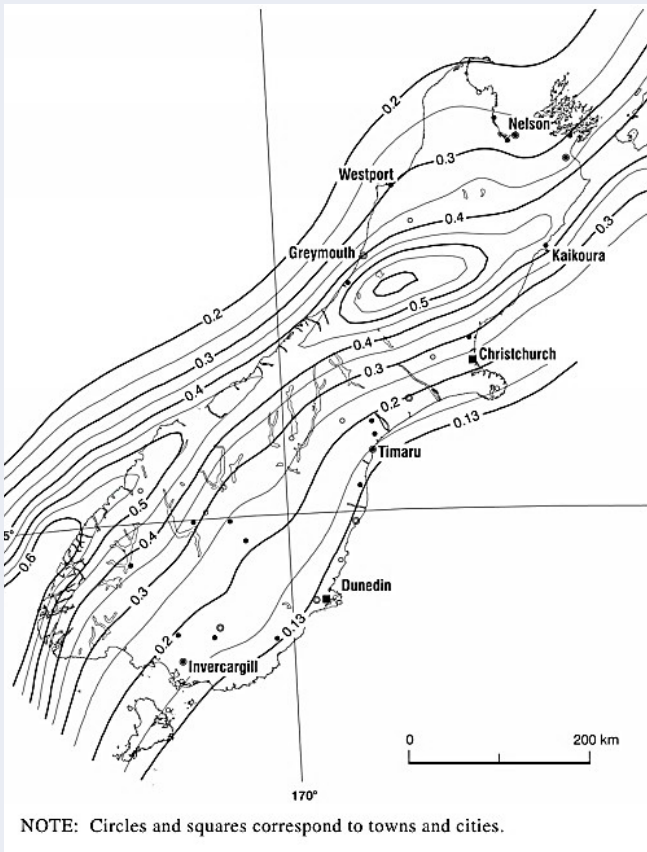 0.2
Nelson
0.3
Westport
0.4
0.3
Greymouth
Kaikoura
0.2
0.5
0.3
0.4
Christchurch
0.3
0.4
0.2
0.13
Timaru
0.5
5°
0.4
0.6
0.3
Dunedin
0.13
0.2
Invercargill
0 200 km
170°
NOTE: Circles and squares correspond to towns and cities.